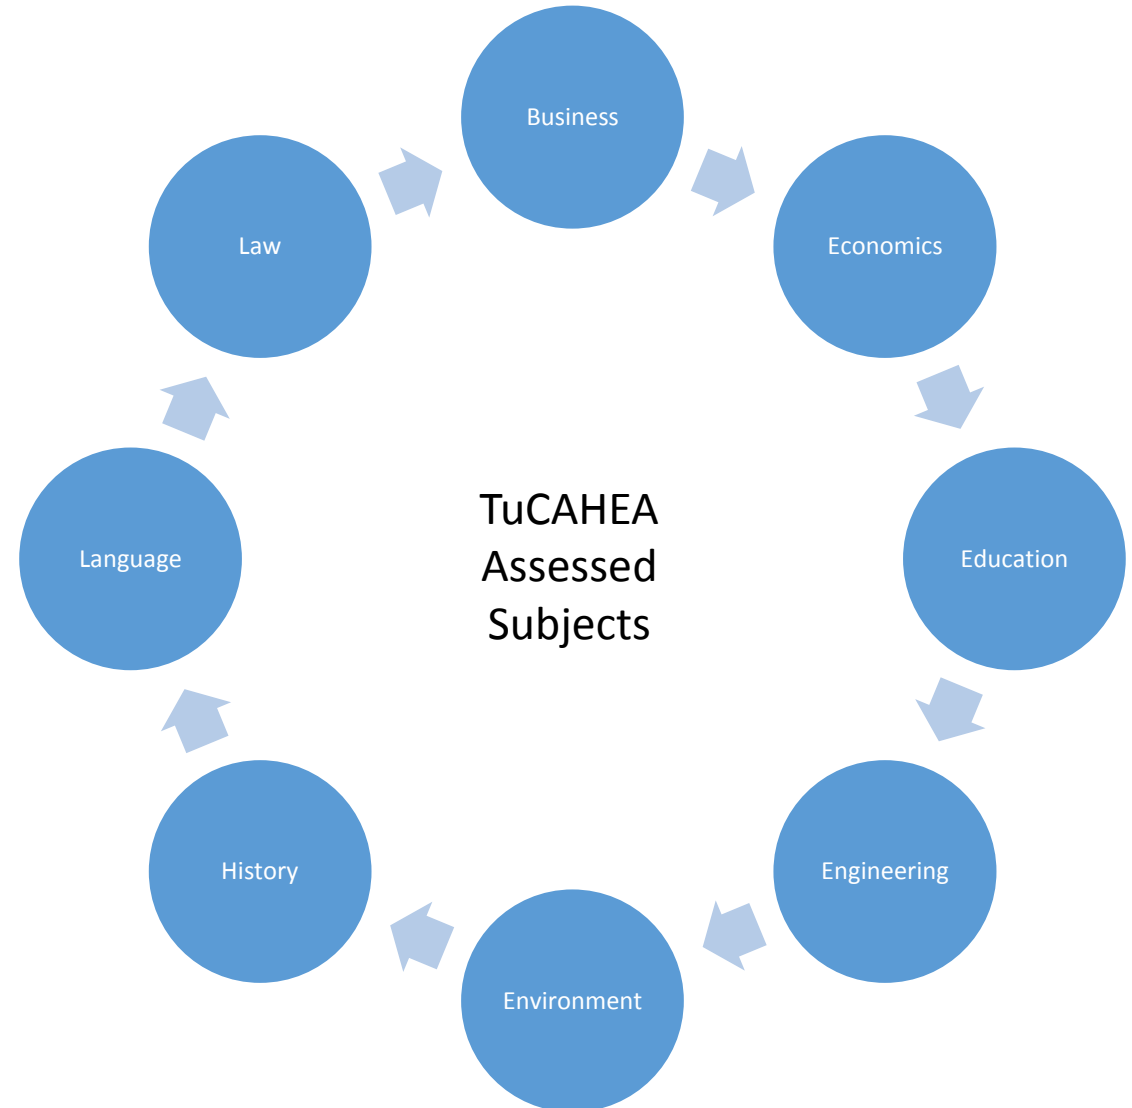 Business
Economics
Education
Engineering
Environment
History
Language
Law
TuCAHEA
Assessed
Subjects